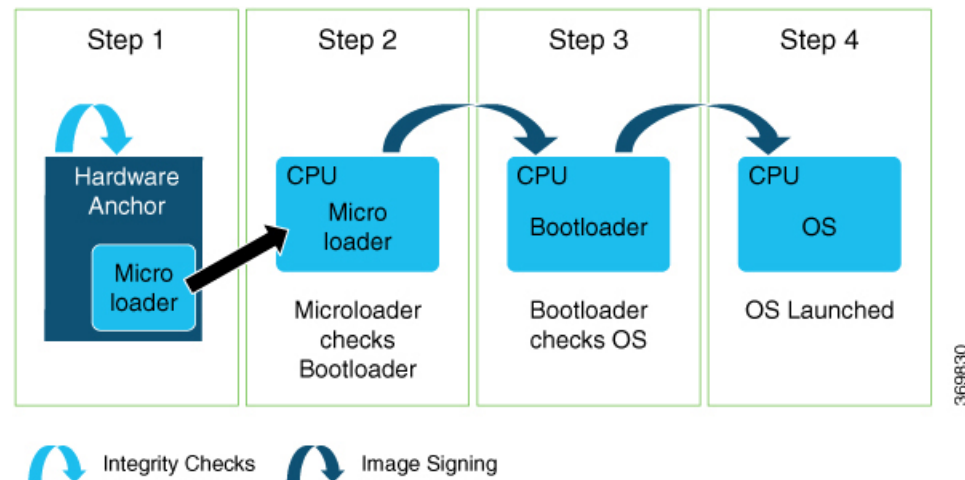 Step 1
Step 2
Step 3
Step 4
Hardware
Anchor
Micro
loader
CPU
Micro
loader
CPU
Bootloader
CPU
OS
Microloader
checks
Bootloader
Bootloader
checks OS
OS Launched
369830
Integrity Checks
Image Signing